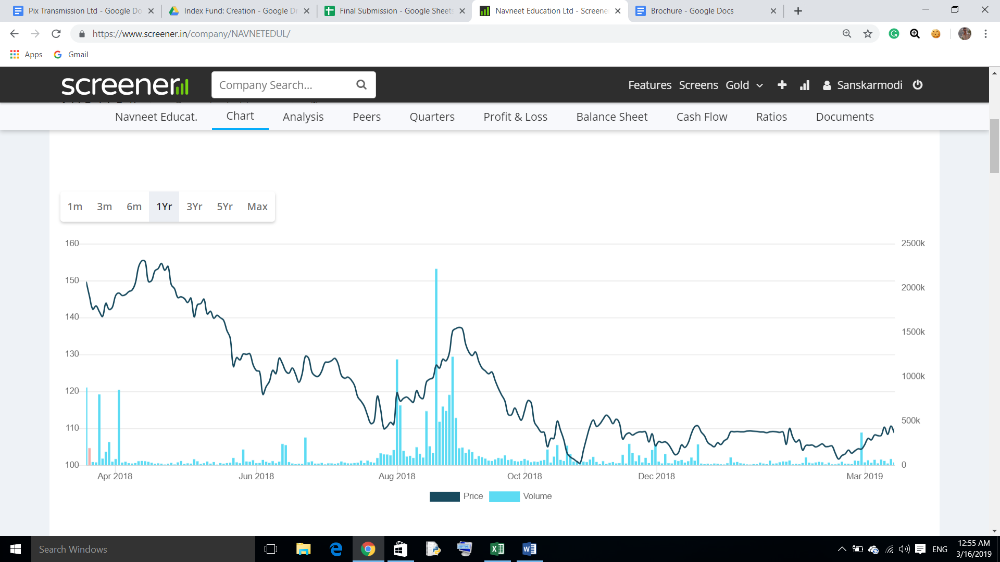 Pix Transmission Ltd - Google Do
Index Fund: Creation - Google Dr
Final Submission - Google Sheets
Navneet Education Ltd - Screener
Brochure - Google Docs
https://www.screener.in/company/NAVNETEDUL/
Apps Gmail
screener
Company Search...
Features Screens Gold Sanskarmodi
Navneet Educat. Chart Analysis Peers Quarters Profit & Loss Balance Sheet Cash Flow Ratios Documents
1m 3m 6m 1Yr 3Yr 5Yr Max
160 2500k
150 2000k
140 1500k
130
120 1000k
110 500k
100 0
Apr 2018 Jun 2018 Aug 2018 Oct 2018 Dec 2018 Mar 2019
Price Volume
Search Windows
ENG
12:55 AM
3/16/2019